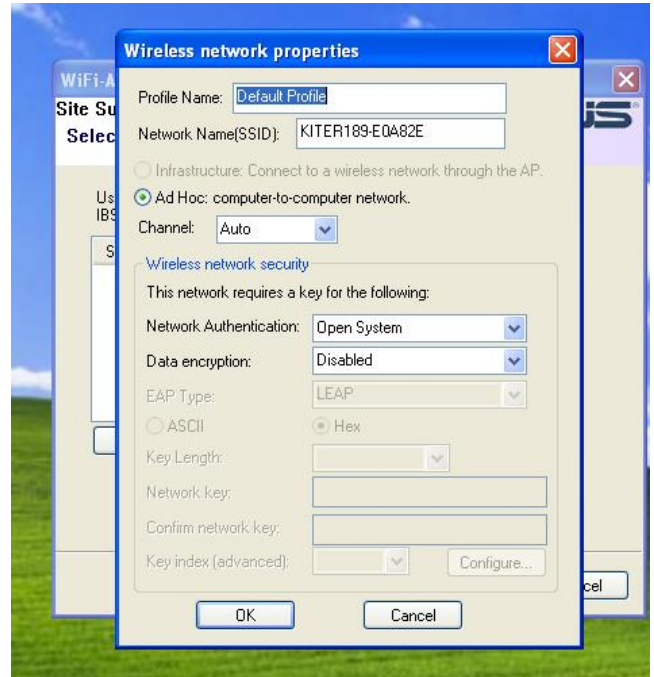 Wireless network properties
WiFi-A
Site Su
Selec
Us
IBS
S
Profile Name: Default Profile
Network Name(SSID): KITER189-E0A82E
Infrastructure: Connect to a wireless network through the AP.
Ad Hoc: computer-to-computer network.
Channel: Auto
Wireless network security
This network requires a key for the following:
Network Authentication: Open System
Data encryption: Disabled
EAP Type: LEAP
ASCII Hex
Key Length:
Network key:
Confirm network key:
Key index (advanced): Configure...
OK Cancel
cel